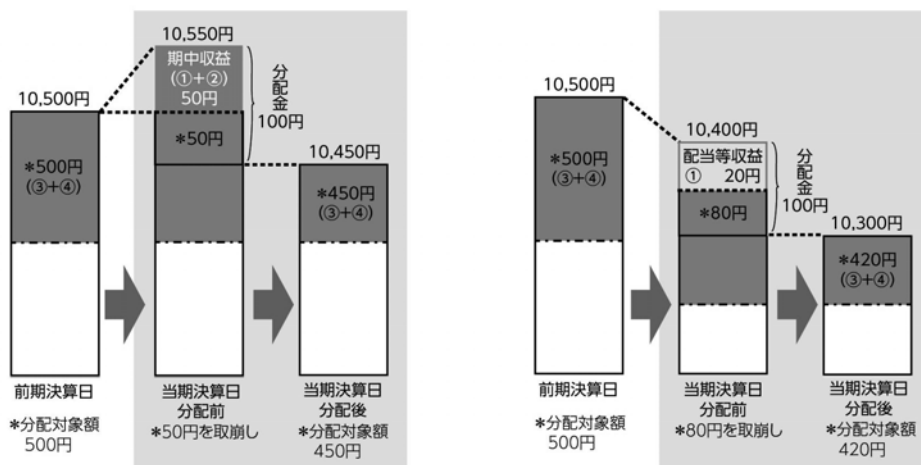 10,550円
期中収益
(①+②)
50円
分配金
100円
10,500円
*500円
(③+④)
*50円
10,450円
*450円
(③+④)
前期決算日
当期決算日
分配前
当期決算日
分配後
*分配対象額
500円
*50円を取崩し
*分配対象額
450円
10,500円
*500円
(③+④)
10,400円
配当等収益
① 20円
分配金
100円
*80円
10,300円
*420円
(③+④)
前期決算日
当期決算日
分配前
当期決算日
分配後
*分配対象額
500円
*80円を取崩し
*分配対象額
420円